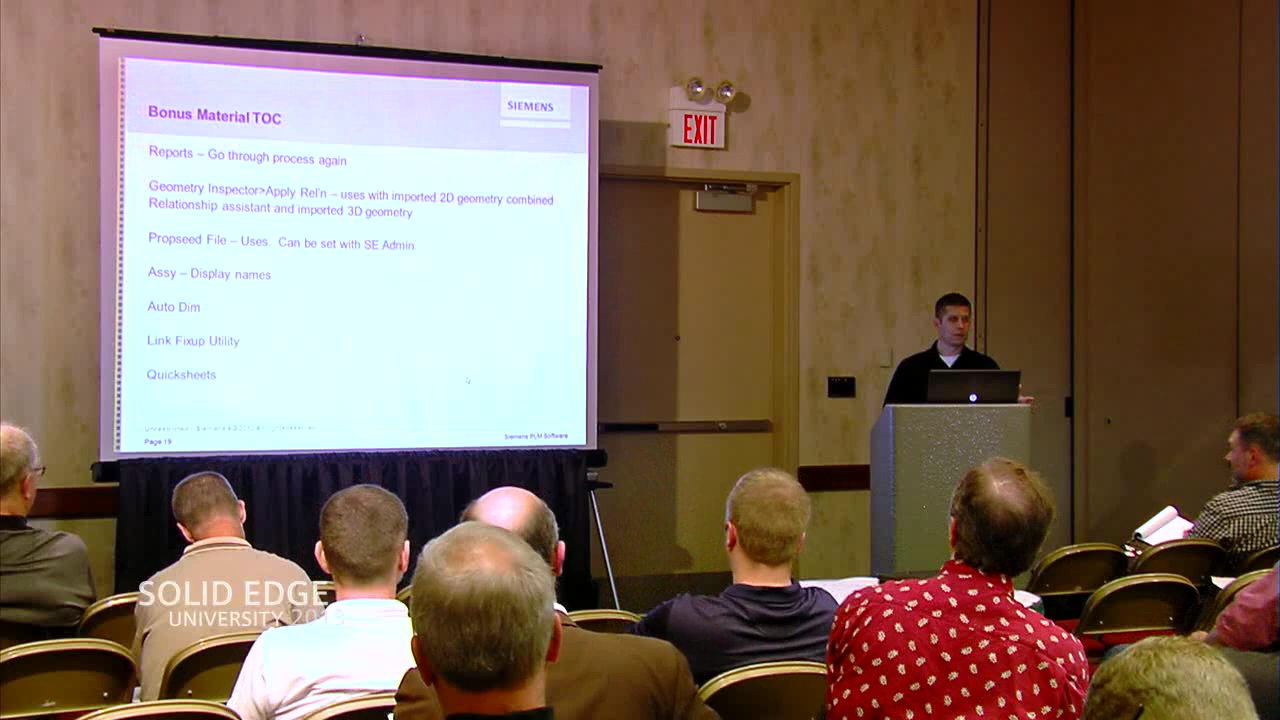 SIEMENS
Bonus Material TOC
Reports – Go through process again
Geometry Inspector>Apply Rel'n – uses with imported 2D geometry combined
Relationship assistant and imported 3D geometry
Propseed File – Uses. Can be set with SE Admin
Assy – Display names
Auto Dim
Link Fixup Utility
Quicksheets
Page 19
Siemens PLM Software
EXIT
SOLID EDGE
UNIVERSITY 2013